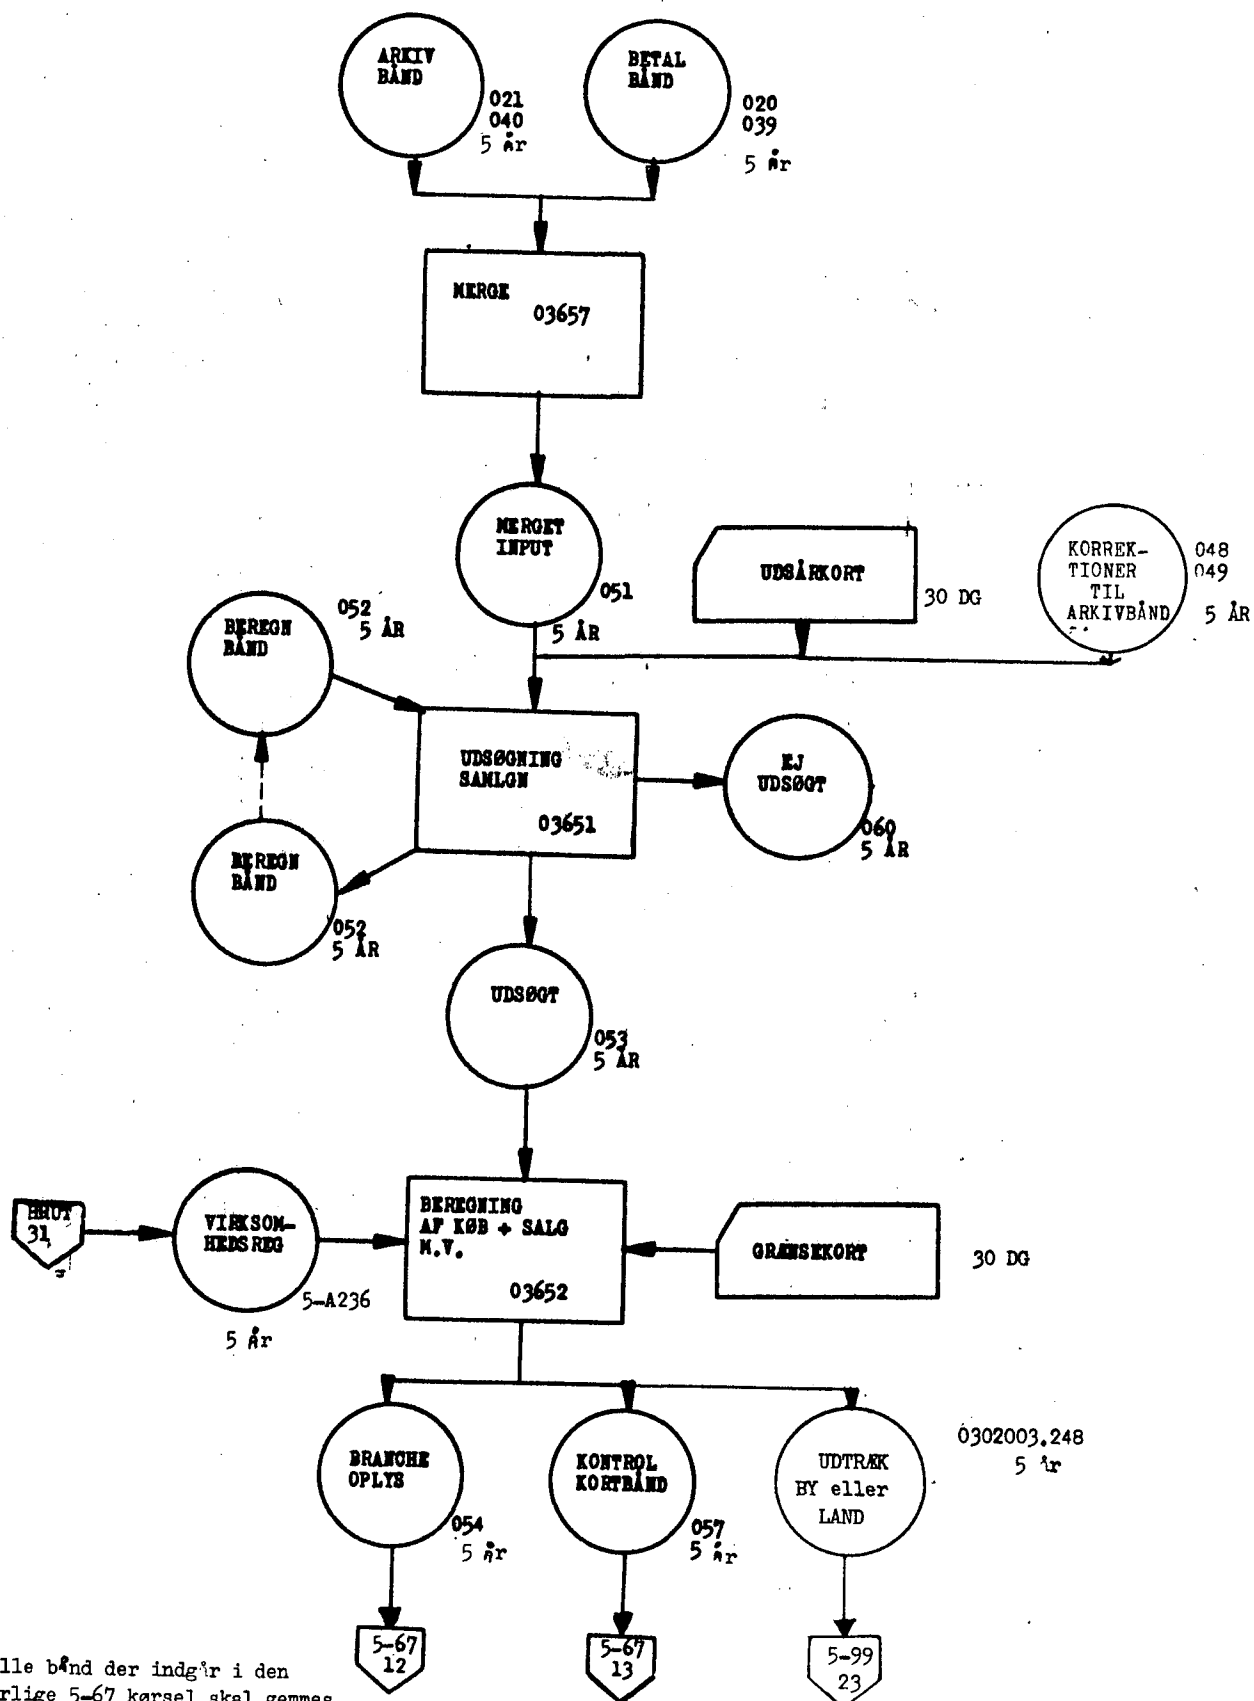 ARKIV
BÅND
021
040
5 År
BETAL
BÅND
020
039
5 År
MERGE
03657
MERGET
INPUT
051
5 ÅR
UDSÅRKORT
30 DG
KORREK-
TIONER
TIL
ARKIVBÅND
048
049
5 ÅR
BEREGN
BÅND
052
5 ÅR
UDSØGNING
SAMLGN
03651
EJ
UDSØGT
060
5 ÅR
BEREGN
BÅND
052
5 ÅR
UDSØGT
053
5 ÅR
31
VIRKSOM-
HEDSREG
5-A236
5 År
BEREGNING
AF KØB + SALG
M.V.
03652
GRÆNSEKORT
30 DG
BRANCHE
OPLYS
054
5 År
KONTROL
KORTBÅND
057
5 År
UDTRÆK
BY eller
LAND
0302003.248
5 år
5-67
12
5-67
13
5-99
23
lle bånd der indgår i den
rlige 5-67 kørsel skal gemmes